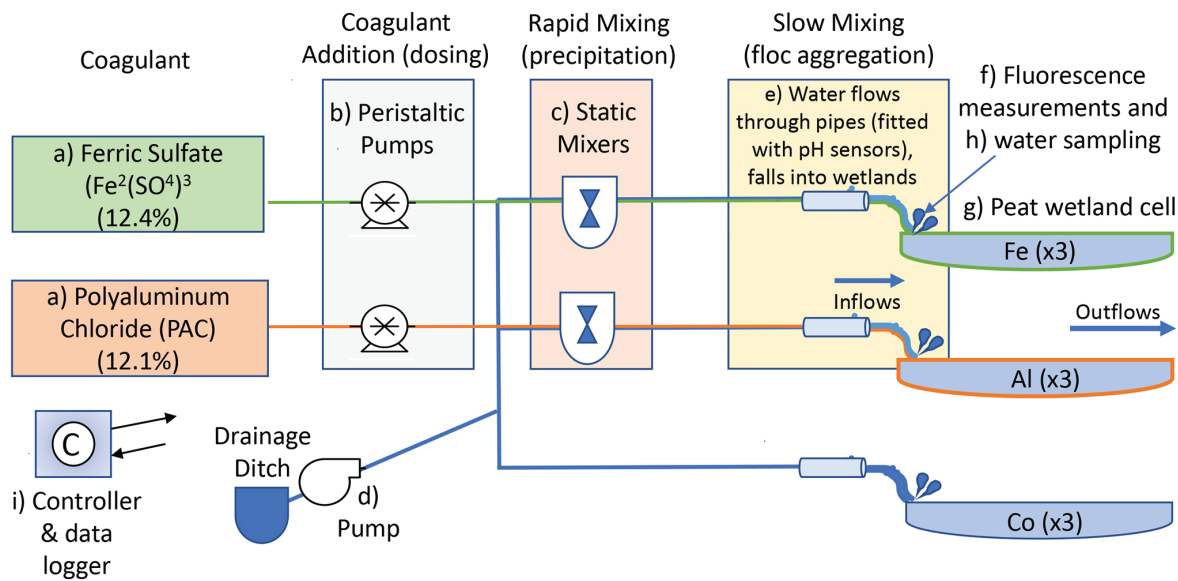 Coagulant
Coagulant
Addition (dosing)
Rapid Mixing
(precipitation)
Slow Mixing
(floc aggregation)
a) Ferric Sulfate
(Fe²(SO⁴)³
(12.4%)
b) Peristaltic
Pumps
c) Static
Mixers
e) Water flows
through pipes (fitted
with pH sensors),
falls into wetlands
f) Fluorescence
measurements and
h) water sampling
g) Peat wetland cell
Fe (x3)
a) Polyaluminum
Chloride (PAC)
(12.1%)
Inflows
Outflows
Al (x3)
C
i) Controller
& data
logger
Drainage
Ditch
d)
Pump
Co (x3)